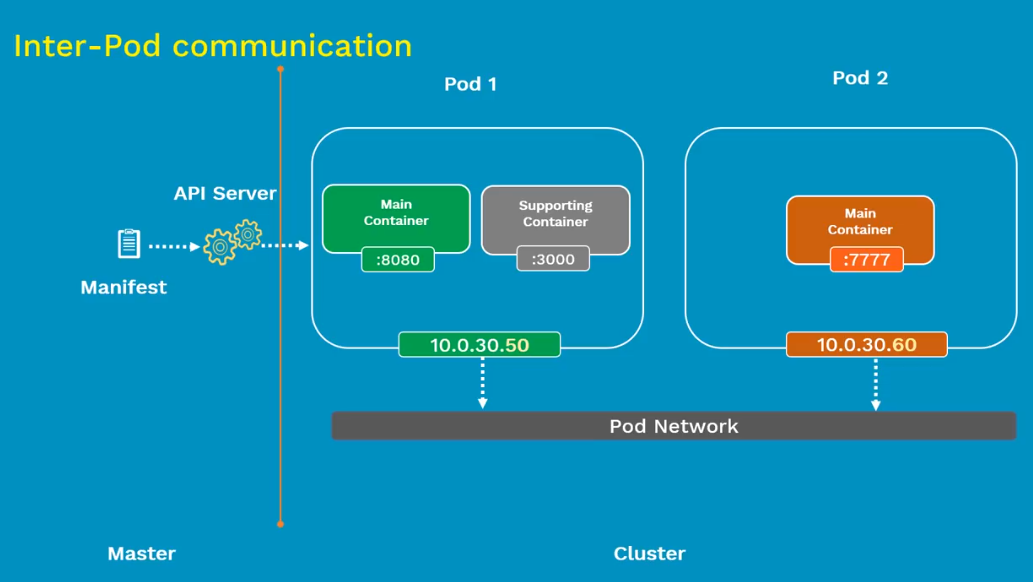 Inter-Pod communication
Pod 1
Pod 2
API Server
Manifest
Main
Container
:8080
Supporting
Container
:3000
Main
Container
:7777
10.0.30.50
10.0.30.60
Pod Network
Master
Cluster